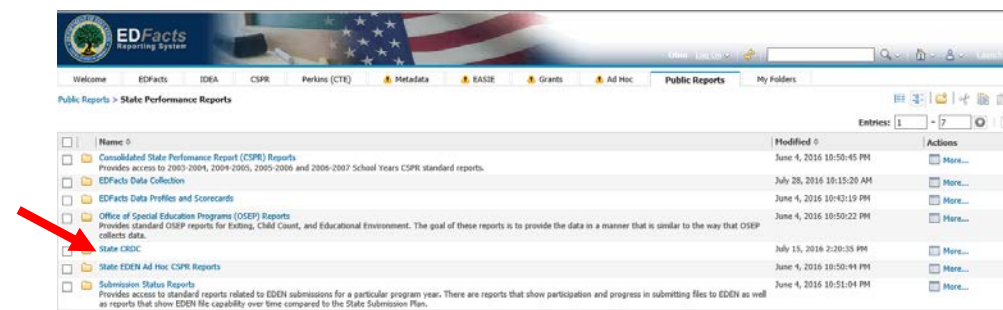 EDFacts
Reporting System
Welcome EDFacts IDEA CSPR Perkins (CTE) Metadata EASIE Grants Ad Hoc Public Reports My Folders
Public Reports > State Performance Reports
Entries: 1 - 7
Name Modified Actions
Consolidated State Perfomance Report (CSPR) Reports June 4, 2016 10:50:45 PM More...
Provides access to 2003-2004, 2004-2005, 2005-2006 and 2006-2007 School Years CSPR standard reports.
EDFacts Data Collection July 28, 2016 10:15:20 AM More...
EDFacts Data Profiles and Scorecards June 4, 2016 10:43:19 PM More...
Office of Special Education Programs (OSEP) Reports June 4, 2016 10:50:22 PM More...
Provides standard OSEP reports for Exiting, Child Count, and Educational Environment. The goal of these reports is to provide the data in a manner that is similar to the way that OSEP
collects data.
State CRDC July 15, 2016 2:20:35 PM More...
State EDEN Ad Hoc CSPR Reports June 4, 2016 10:50:44 PM More...
Submission Status Reports June 4, 2016 10:51:04 PM More...
Provides access to standard reports related to EDEN submissions for a particular program year. There are reports that show participation and progress in submitting files to EDEN as well
as reports that show EDEN file capability over time compared to the State Submission Plan.